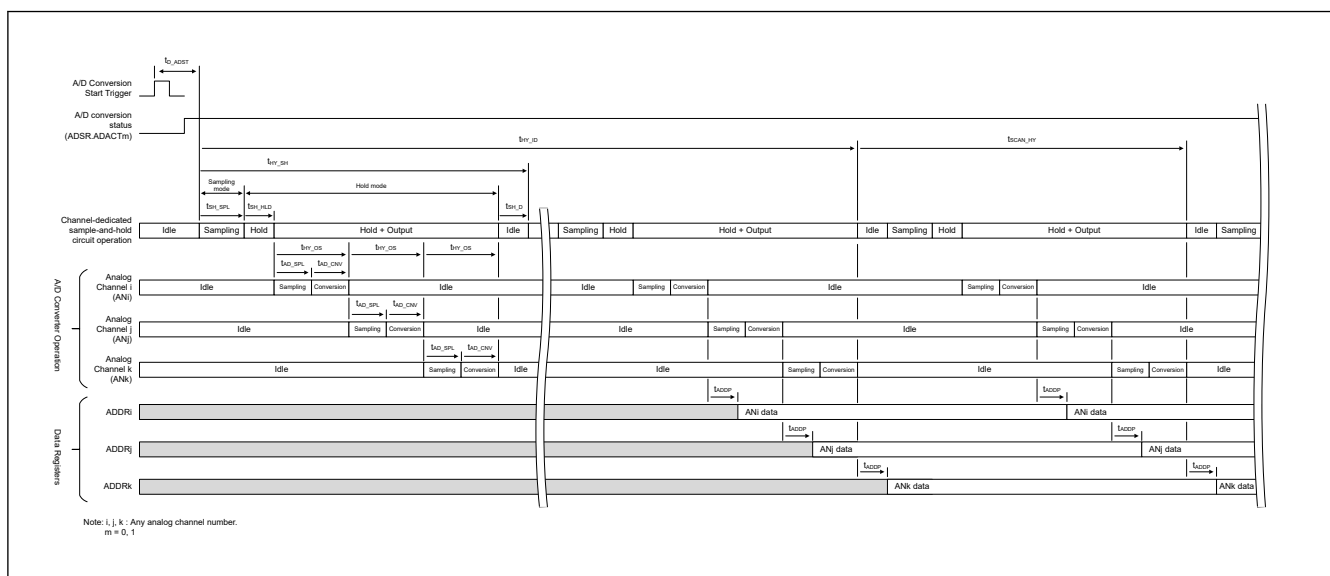 tD_ADST
A/D Conversion
Start Trigger
A/D conversion
status
(ADSR.ADACTm)
tHY_ID
tSCAN_HY
tHY_SH
Sampling
mode
Hold mode
tSH_SPL
tSH_HLD
tSH_D
Channel-dedicated
sample-and-hold
circuit operation
Idle
Sampling
Hold
Hold + Output
Idle
Sampling
Hold
Hold + Output
Idle
Sampling
Hold
Hold + Output
Idle
Sampling
tHY_OS
tHY_OS
tHY_OS
tAD_SPL
tAD_CNV
A/D Converter Operation
Analog
Channel i
(ANi)
Idle
Sampling
Conversion
Idle
Idle
Sampling
Conversion
Idle
Sampling
Conversion
Idle
tAD_SPL
tAD_CNV
Analog
Channel j
(ANj)
Idle
Sampling
Conversion
Idle
Idle
Sampling
Conversion
Idle
Sampling
Conversion
Idle
tAD_SPL
tAD_CNV
Analog
Channel k
(ANk)
Idle
Sampling
Conversion
Idle
Idle
Sampling
Conversion
Idle
Sampling
Conversion
Idle
Data Registers
tADDP
tADDP
ADDRi
ANi data
ANi data
tADDP
tADDP
ADDRj
ANj data
ANj data
tADDP
tADDP
ADDRk
ANk data
ANk data
Note: i, j, k : Any analog channel number.
m = 0, 1